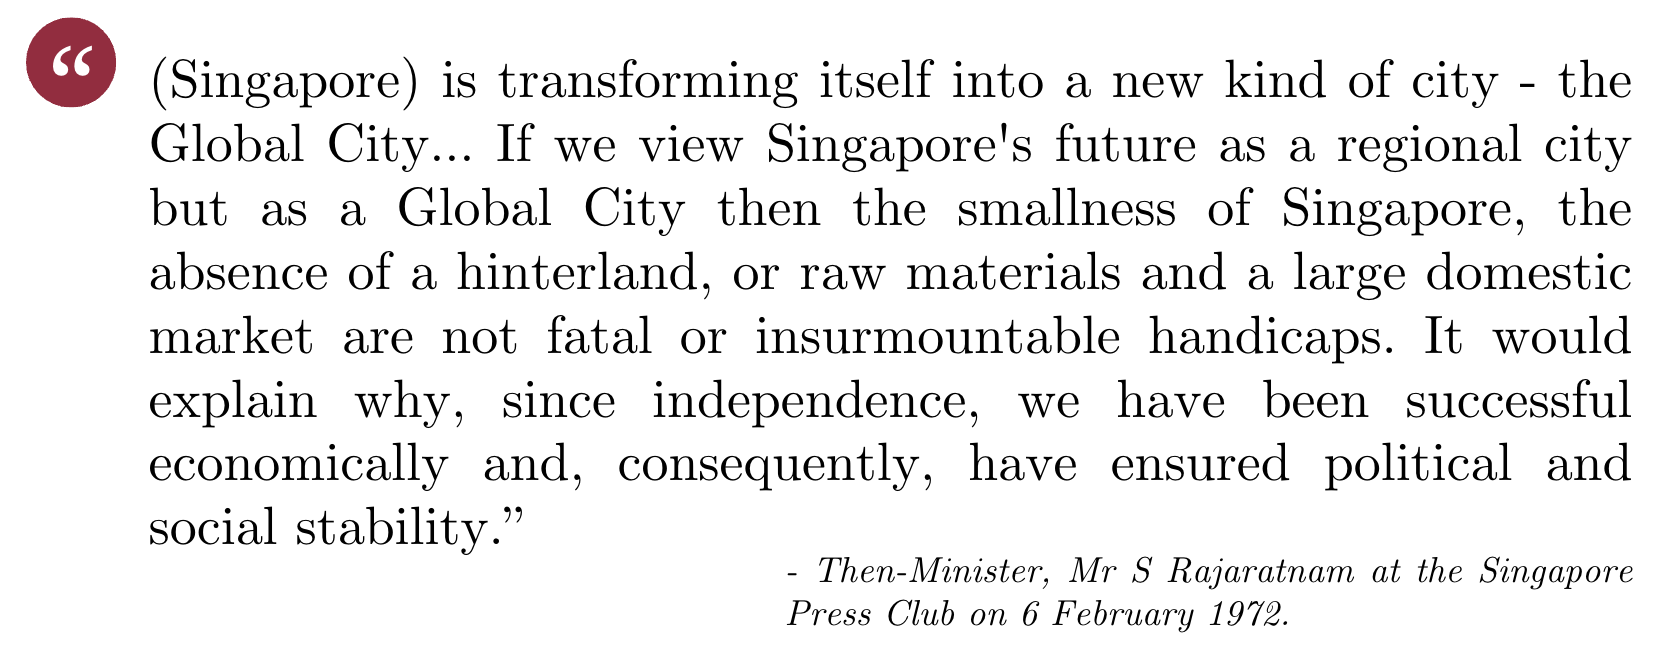 “
(Singapore) is transforming itself into a new kind of city - the
Global City... If we view Singapore's future as a regional city
but as a Global City then the smallness of Singapore, the
absence of a hinterland, or raw materials and a large domestic
market are not fatal or insurmountable handicaps. It would
explain why, since independence, we have been successful
economically and, consequently, have ensured political and
social stability.”
- Then-Minister, Mr S Rajaratnam at the Singapore
Press Club on 6 February 1972.